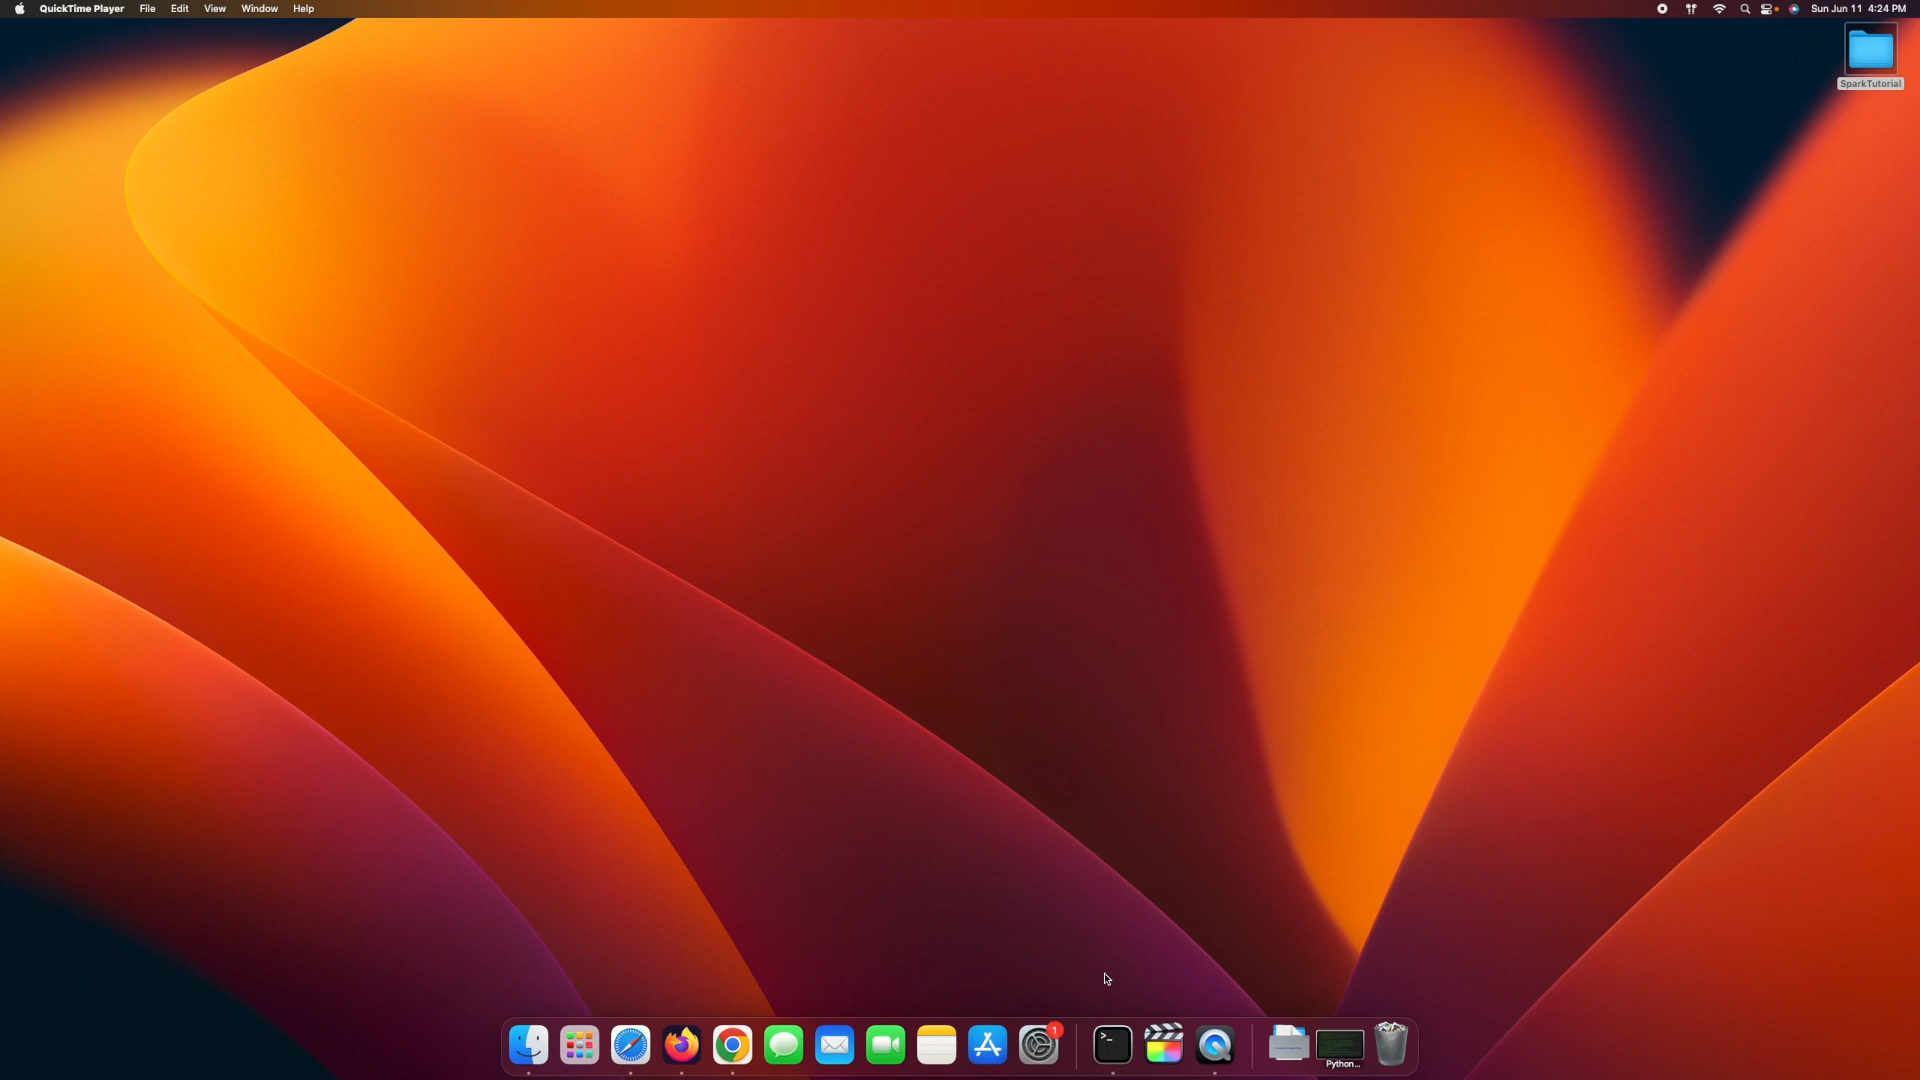 QuickTime Player File Edit View Window Help Sun Jun 11 4:24 PM
SparkTutorial
1
>_
Python...